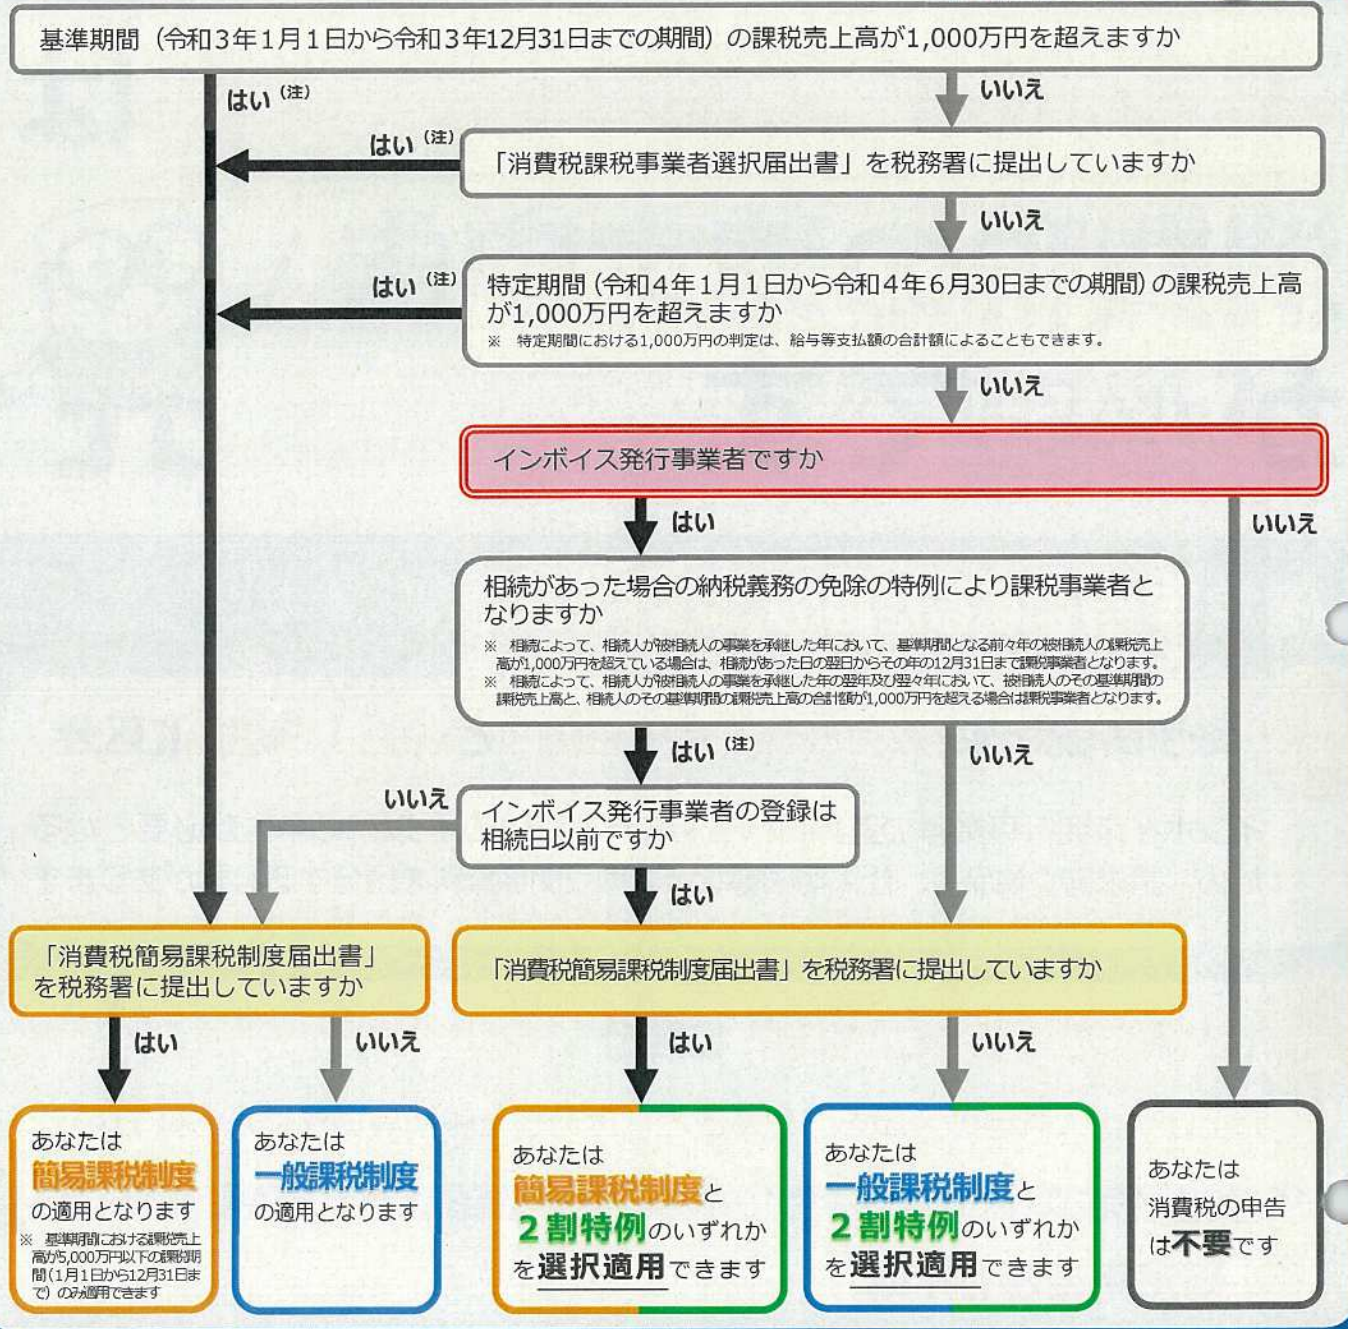 基準期間（令和３年１月１日から令和３年12月31日までの期間）の課税売上高が1,000万円を超えますか
はい（注）
いいえ
はい（注）
「消費税課税事業者選択届出書」を税務署に提出していますか
いいえ
はい（注）
特定期間（令和４年１月１日から令和４年６月30日までの期間）の課税売上高
が1,000万円を超えますか
※　特定期間における1,000万円の判定は、給与等支払額の合計額によることもできます。
いいえ
インボイス発行事業者ですか
はい
いいえ
相続があった場合の納税義務の免除の特例により課税事業者と
なりますか
※　相続によって、相続人が被相続人の事業を承継した年において、基準期間となる前々年の被相続人の課税売上
高が1,000万円を超えている場合は、相続があった日の翌日からその年の12月31日まで課税事業者となります。
※　相続によって、相続人が被相続人の事業を承継した年の翌年及び翌々年において、被相続人のその基準期間の
課税売上高と、相続人のその基準期間の課税売上高の合計額が1,000万円を超える場合は課税事業者となります。
はい（注）
いいえ
いいえ
インボイス発行事業者の登録は
相続日以前ですか
はい
「消費税簡易課税制度届出書」
を税務署に提出していますか
「消費税簡易課税制度届出書」を税務署に提出していますか
はい
いいえ
はい
いいえ
あなたは
簡易課税制度
の適用となります
※　基準期間における課税売上
高が5,000万円以下の課税期
間（1月1日から12月31日ま
で）のみ適用できます
あなたは
一般課税制度
の適用となります
あなたは
簡易課税制度と
２割特例のいずれか
を選択適用できます
あなたは
一般課税制度と
２割特例のいずれか
を選択適用できます
あなたは
消費税の申告
は不要です